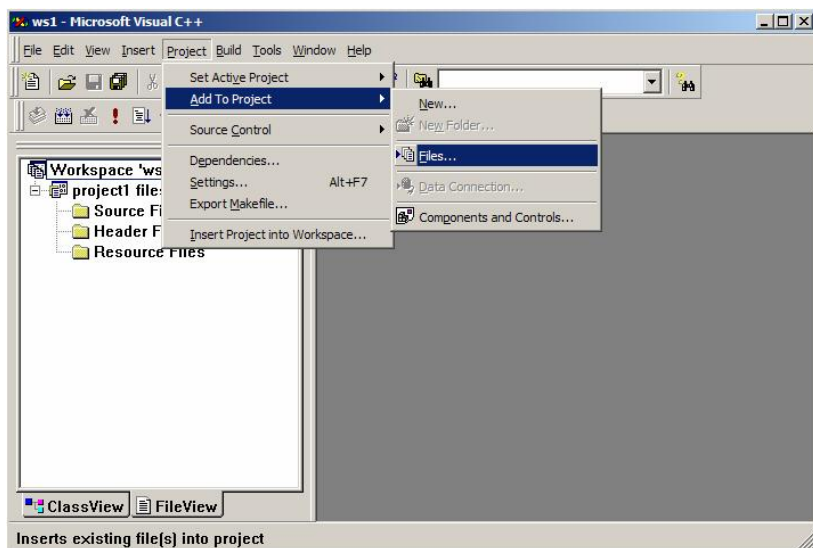 ws1 - Microsoft Visual C++
File Edit View Insert Project Build Tools Window Help
Set Active Project
Add To Project
Source Control
Dependencies...
Settings... Alt+F7
Export Makefile...
Insert Project into Workspace...
New...
New Folder...
Files...
Data Connection...
Components and Controls...
Workspace 'ws
project1 file
Source Fi
Header F
Resource Files
ClassView FileView
Inserts existing file(s) into project